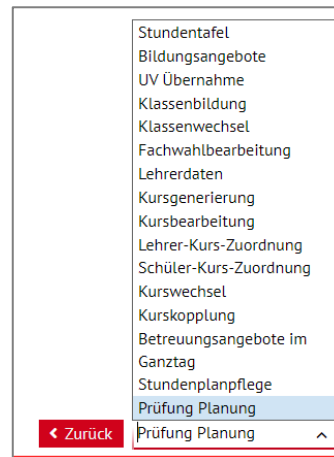 Stundentafel
Bildungsangebote
UV Übernahme
Klassenbildung
Klassenwechsel
Fachwahlbearbeitung
Lehrerdaten
Kursgenerierung
Kursbearbeitung
Lehrer-Kurs-Zuordnung
Schüler-Kurs-Zuordnung
Kurswechsel
Kurskopplung
Betreuungsangebote im
Ganztag
Stundenplanpflege
Prüfung Planung
Zurück Prüfung Planung